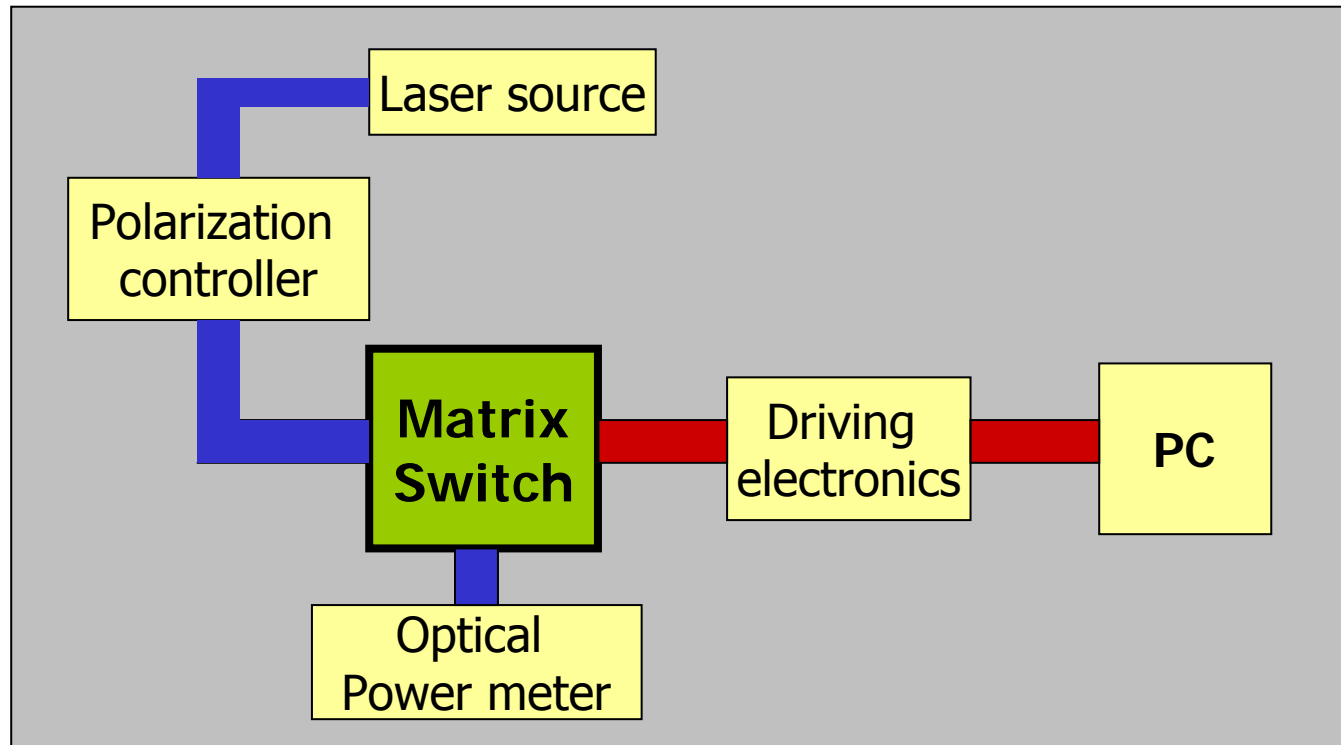 Laser source
Polarization
controller
Matrix
Switch
Driving
electronics
PC
Optical
Power meter